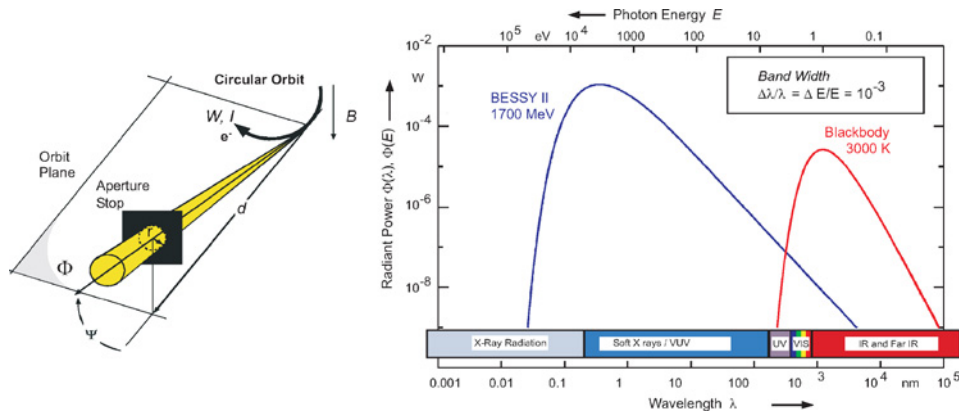 Circular Orbit
B
W, I
e-
Orbit
Plane
Aperture
Stop
r
d
Φ
Ψ
Photon Energy E
10⁵ eV 10⁴ 1000 100 10 1 0.1
10⁻²
W
10⁻³
10⁻⁴
10⁻⁶
10⁻⁸
Radiant Power Φ(λ), Φ(E)
BESSY II
1700 MeV
Band Width
Δλ/λ = Δ E/E = 10⁻³
Blackbody
3000 K
X-Ray Radiation
Soft X rays / VUV
UV
VIS
IR and Far IR
0.001 0.01 0.1 1 10 100 10³ 10⁴ nm 10⁵
Wavelength λ